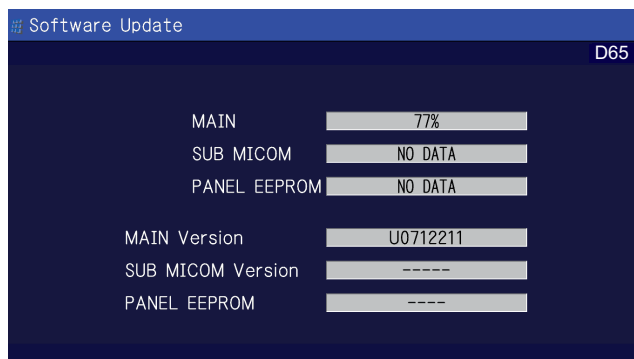 Software Update
D65
MAIN 77%
SUB MICOM NO DATA
PANEL EEPROM NO DATA
MAIN Version U0712211
SUB MICOM Version -----
PANEL EEPROM ----